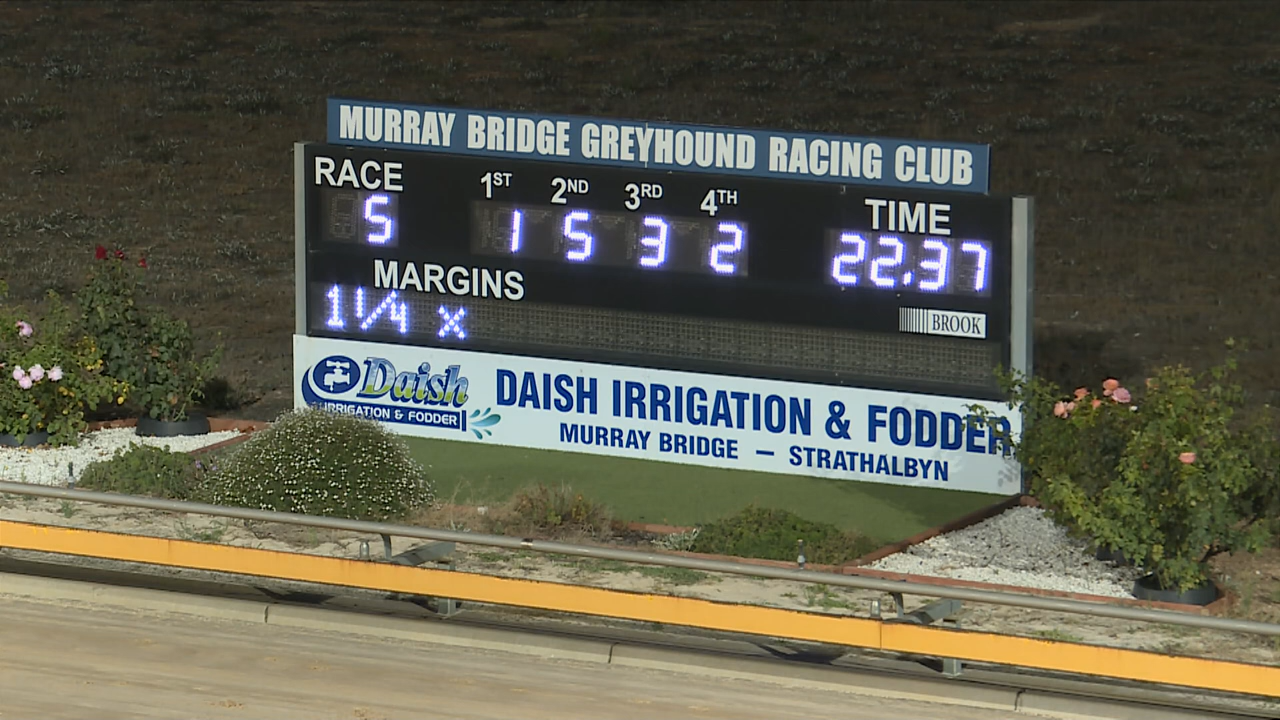 MURRAY BRIDGE GREYHOUND RACING CLUB
RACE 1ST 2ND 3RD 4TH TIME
5 1 5 3 2 22.37
MARGINS
1 1/4 x
BROOK
Daish
IRRIGATION & FODDER
DAISH IRRIGATION & FODDER
MURRAY BRIDGE – STRATHALBYN